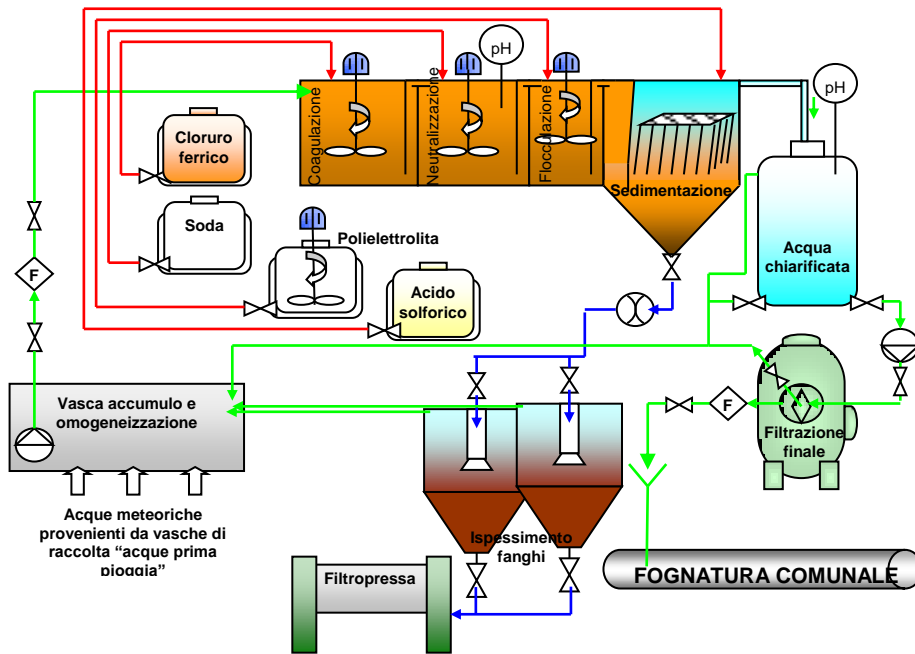 pH
pH
Coagulazione
Neutralizzazione
Flocculazione
Sedimentazione
Cloruro
ferrico
Soda
Polielettrolita
Acido
solforico
Acqua
chiarificata
F
Vasca accumulo e
omogeneizzazione
F
Filtrazione
finale
Acque meteoriche
provenienti da vasche di
raccolta “acque prima
pioggia”
Ispessimento
fanghi
Filtropressa
FOGNATURA COMUNALE